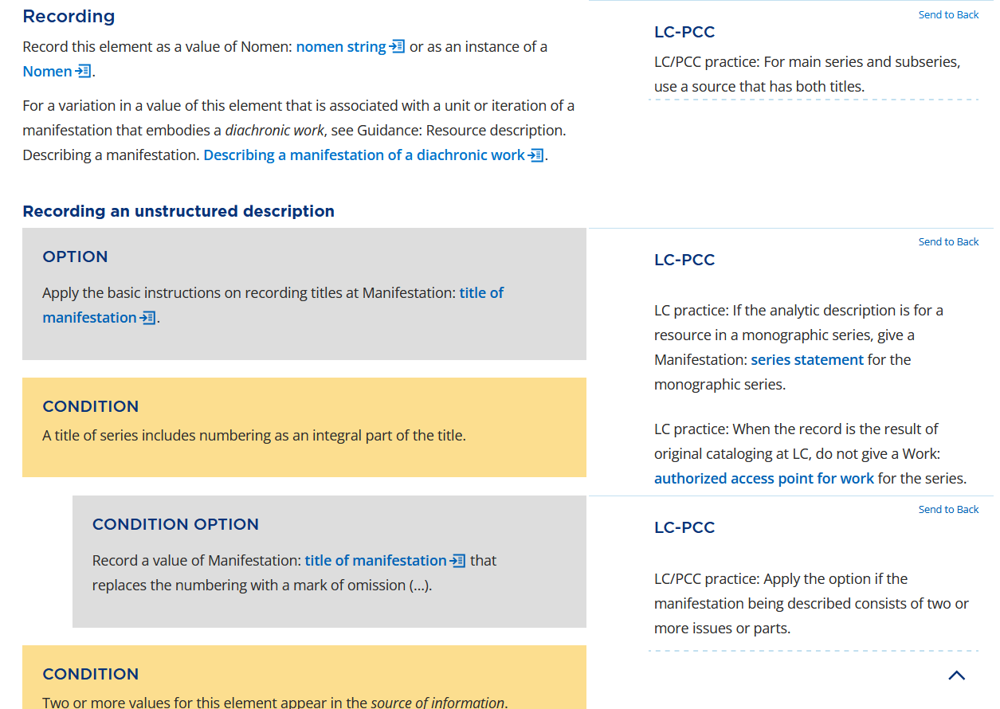 Recording
Record this element as a value of Nomen: nomen string or as an instance of a
Nomen.
For a variation in a value of this element that is associated with a unit or iteration of a
manifestation that embodies a diachronic work, see Guidance: Resource description.
Describing a manifestation. Describing a manifestation of a diachronic work.
Send to Back
LC-PCC
LC/PCC practice: For main series and subseries,
use a source that has both titles.
Recording an unstructured description
OPTION
Apply the basic instructions on recording titles at Manifestation: title of
manifestation.
Send to Back
LC-PCC
LC practice: If the analytic description is for a
resource in a monographic series, give a
Manifestation: series statement for the
monographic series.
LC practice: When the record is the result of
original cataloging at LC, do not give a Work:
authorized access point for work for the series.
CONDITION
A title of series includes numbering as an integral part of the title.
CONDITION OPTION
Record a value of Manifestation: title of manifestation that
replaces the numbering with a mark of omission (…).
Send to Back
LC-PCC
LC/PCC practice: Apply the option if the
manifestation being described consists of two or
more issues or parts.
CONDITION
Two or more values for this element appear in the source of information.